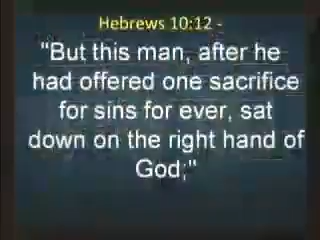 Hebrews 10:12 -
"But this man, after he
had offered one sacrifice
for sins for ever, sat
down on the right hand of
God;"